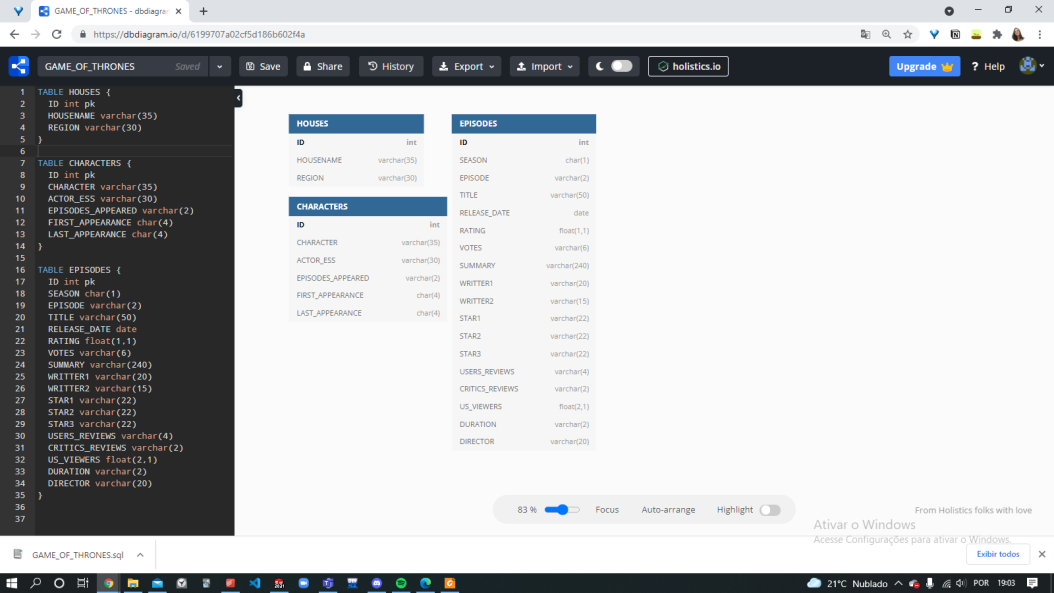 GAME_OF_THRONES - dbdiagra
https://dbdiagram.io/d/6199707a02cf5d186b602f4a
GAME_OF_THRONES Saved Save Share History Export Import holistics.io Upgrade ? Help
1 TABLE HOUSES {
2 ID int pk
3 HOUSENAME varchar(35)
4 REGION varchar(30)
5 }
6
7 TABLE CHARACTERS {
8 ID int pk
9 CHARACTER varchar(35)
10 ACTOR_ESS varchar(30)
11 EPISODES_APPEARED varchar(2)
12 FIRST_APPEARANCE char(4)
13 LAST_APPEARANCE char(4)
14 }
15
16 TABLE EPISODES {
17 ID int pk
18 SEASON char(1)
19 EPISODE varchar(2)
20 TITLE varchar(50)
21 RELEASE_DATE date
22 RATING float(1,1)
23 VOTES varchar(6)
24 SUMMARY varchar(240)
25 WRITTER1 varchar(20)
26 WRITTER2 varchar(15)
27 STAR1 varchar(22)
28 STAR2 varchar(22)
29 STAR3 varchar(22)
30 USERS_REVIEWS varchar(4)
31 CRITICS_REVIEWS varchar(2)
32 US_VIEWERS float(2,1)
33 DURATION varchar(2)
34 DIRECTOR varchar(20)
35 }
36
37
HOUSES
ID int
HOUSENAME varchar(35)
REGION varchar(30)
CHARACTERS
ID int
CHARACTER varchar(35)
ACTOR_ESS varchar(30)
EPISODES_APPEARED varchar(2)
FIRST_APPEARANCE char(4)
LAST_APPEARANCE char(4)
EPISODES
ID int
SEASON char(1)
EPISODE varchar(2)
TITLE varchar(50)
RELEASE_DATE date
RATING float(1,1)
VOTES varchar(6)
SUMMARY varchar(240)
WRITTER1 varchar(20)
WRITTER2 varchar(15)
STAR1 varchar(22)
STAR2 varchar(22)
STAR3 varchar(22)
USERS_REVIEWS varchar(4)
CRITICS_REVIEWS varchar(2)
US_VIEWERS float(2,1)
DURATION varchar(2)
DIRECTOR varchar(20)
83 % Focus Auto-arrange Highlight
From Holistics folks with love
Ativar o Windows
Acesse Configurações para ativar o Windows.
GAME_OF_THRONES.sql
Exibir todos
21°C Nublado POR 19:03